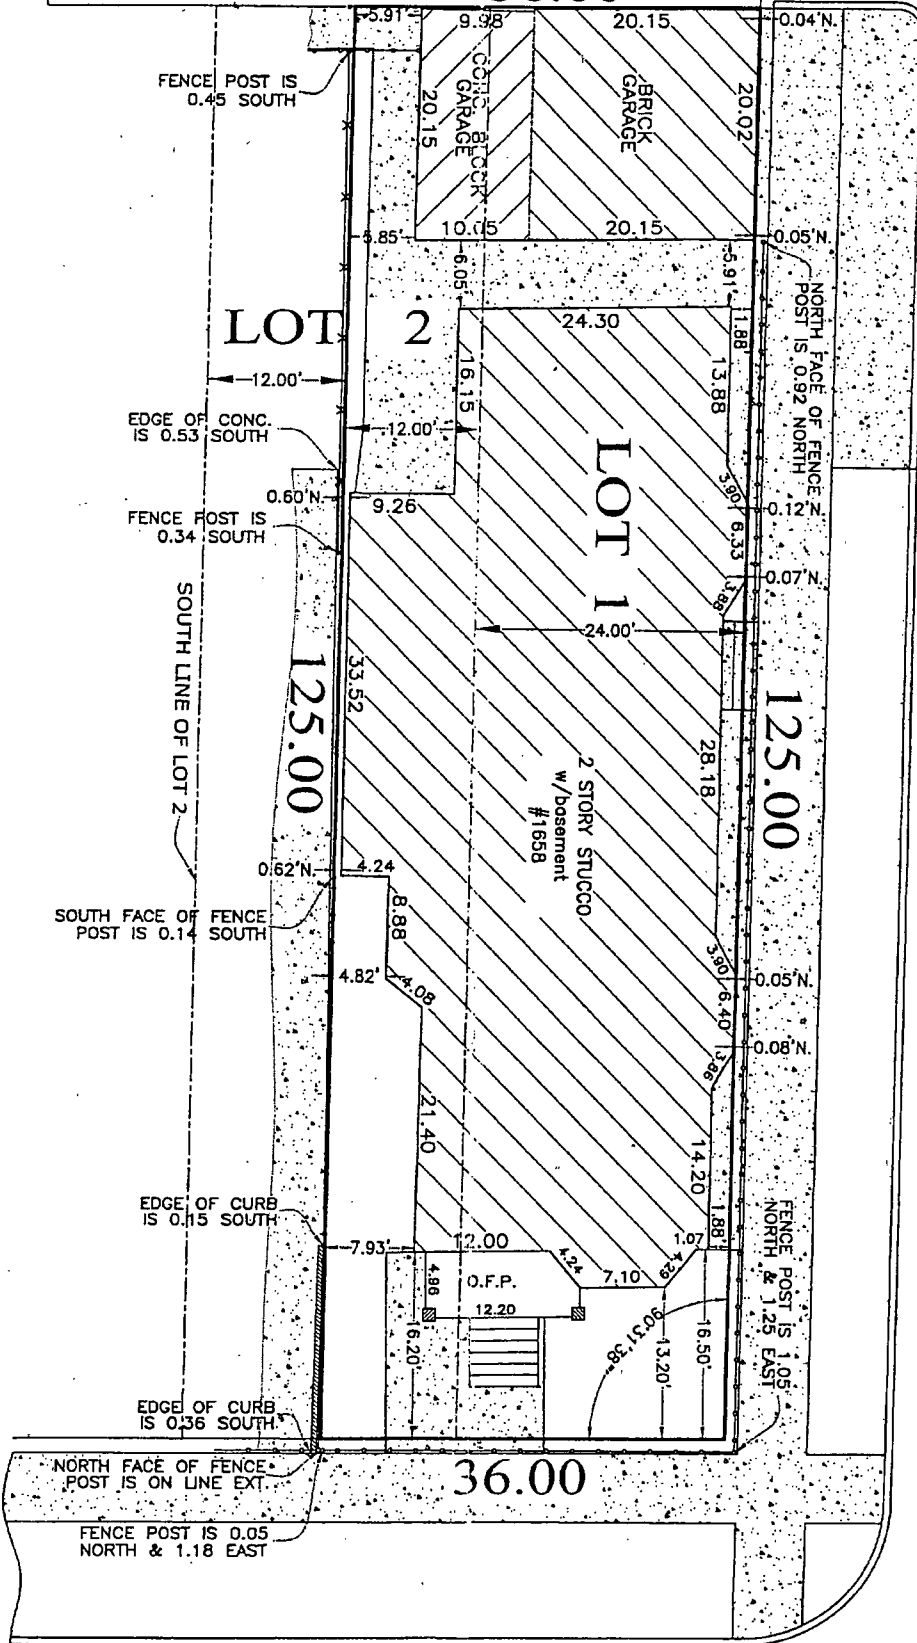 5.91'
9.98
20.15
0.04'N.
FENCE POST IS
0.45 SOUTH
20.15
CONC. BLOCK
GARAGE
BRICK
GARAGE
20.02
5.85'
10.05
20.15
0.05'N.
6.05'
5.91'
NORTH FACE OF FENCE
POST IS 0.92 NORTH
LOT 2
24.30
1.88'
12.00'
16.15
13.88
EDGE OF CONC.
IS 0.53 SOUTH
12.00'
LOT 1
3.90
0.60'N.
9.26
0.12'N.
FENCE POST IS
0.34 SOUTH
6.33
0.07'N.
3.88
24.00'
SOUTH LINE OF LOT 2
125.00
33.52
125.00
28.18
2 STORY STUCCO
w/basement
#1658
0.62'N.
4.24
SOUTH FACE OF FENCE
POST IS 0.14 SOUTH
8.88
3.90
4.82'
4.08
0.05'N.
6.40
0.08'N.
3.86
21.40
14.20
EDGE OF CURB
IS 0.15 SOUTH
1.88'
FENCE POST IS 1.05
NORTH & 1.25 EAST
7.93'
12.00
1.07
4.24
4.29
7.10
O.F.P.
4.96
12.20
16.20'
90°31'38"
13.20'
16.50'
EDGE OF CURB
IS 0.36 SOUTH
NORTH FACE OF FENCE
POST IS ON LINE EXT.
36.00
FENCE POST IS 0.05
NORTH & 1.18 EAST